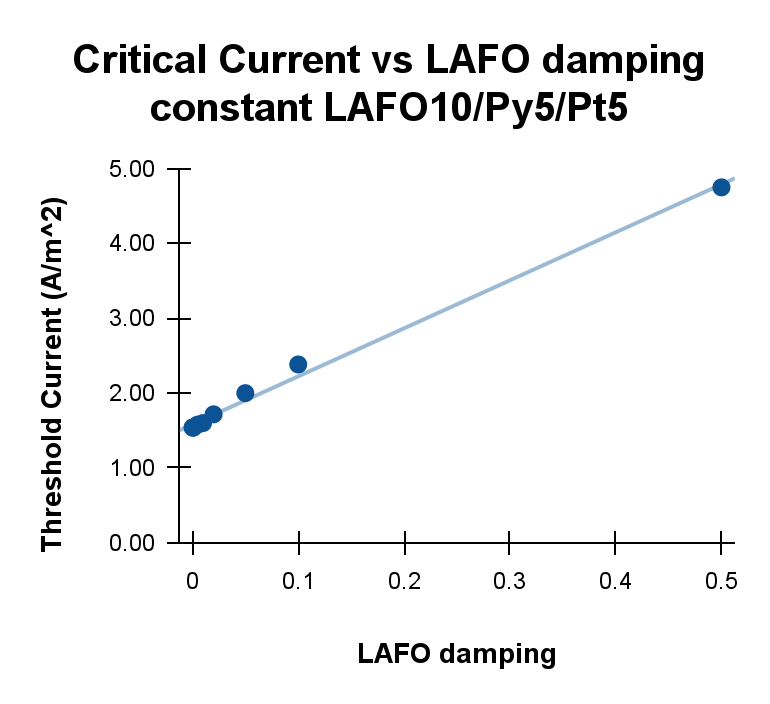 Critical Current vs LAFO damping
constant LAFO10/Py5/Pt5
Threshold Current (A/m^2)
5.00
4.00
3.00
2.00
1.00
0.00
0 0.1 0.2 0.3 0.4 0.5
LAFO damping